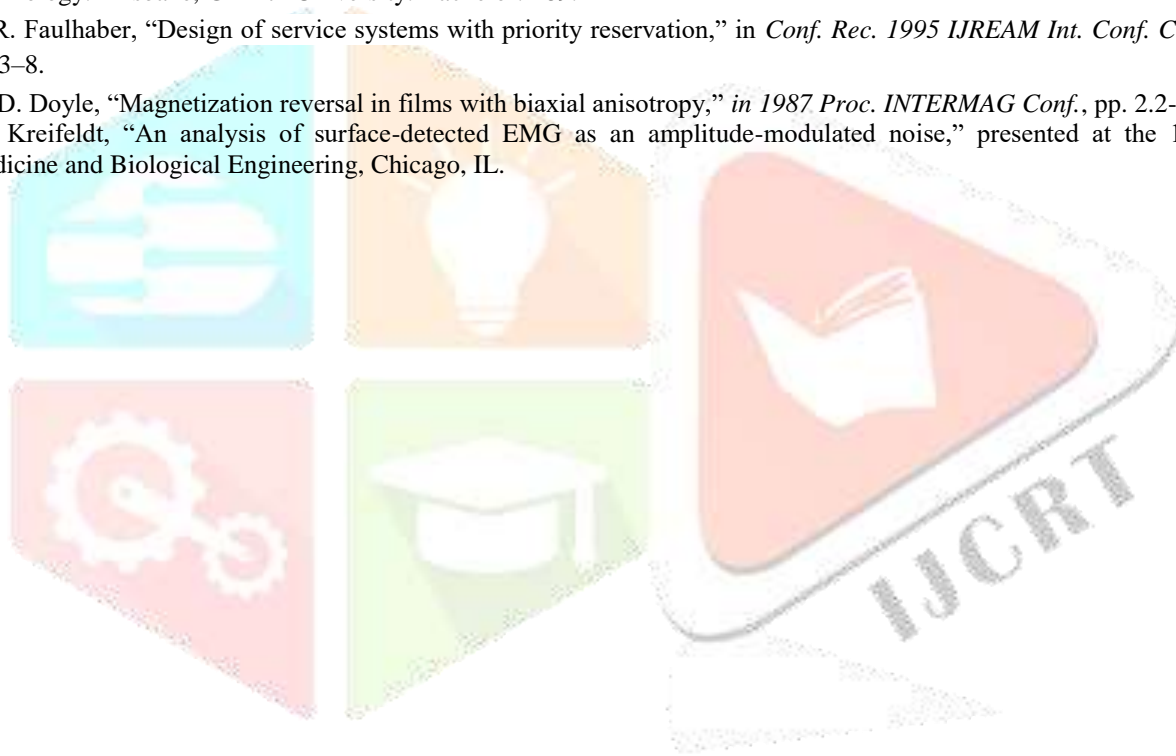 R. Faulhaber, “Design of service systems with priority reservation,” in Conf. Rec. 1995 IJREAM Int. Conf. C
3–8.
D. Doyle, “Magnetization reversal in films with biaxial anisotropy,” in 1987 Proc. INTERMAG Conf., pp. 2.2-
Kreifeldt, “An analysis of surface-detected EMG as an amplitude-modulated noise,” presented at the
dicine and Biological Engineering, Chicago, IL.
IJCRT